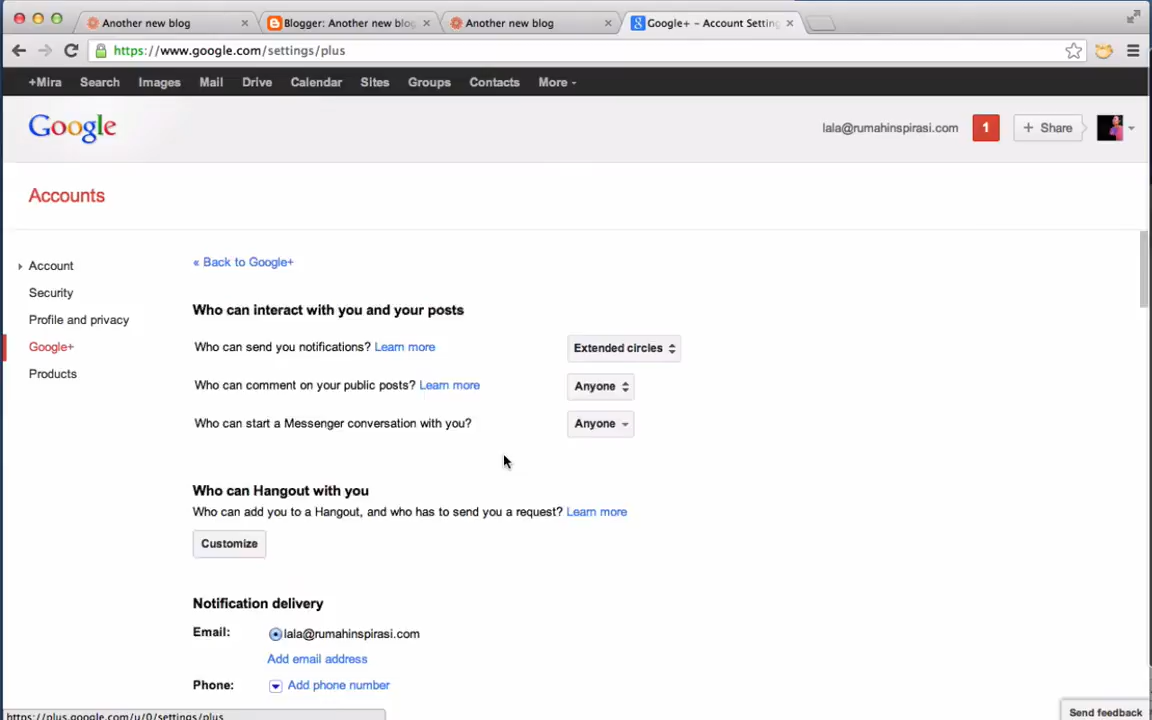 Another new blog
Blogger: Another new blog
Another new blog
Google+ – Account Setting
https://www.google.com/settings/plus
+Mira Search Images Mail Drive Calendar Sites Groups Contacts More
Google
lala@rumahinspirasi.com 1 + Share
Accounts
Account
Security
Profile and privacy
Google+
Products
« Back to Google+
Who can interact with you and your posts
Who can send you notifications? Learn more Extended circles
Who can comment on your public posts? Learn more Anyone
Who can start a Messenger conversation with you? Anyone
Who can Hangout with you
Who can add you to a Hangout, and who has to send you a request? Learn more
Customize
Notification delivery
Email: lala@rumahinspirasi.com
Add email address
Phone: Add phone number
https://plus.google.com/u/0/settings/plus
Send feedback